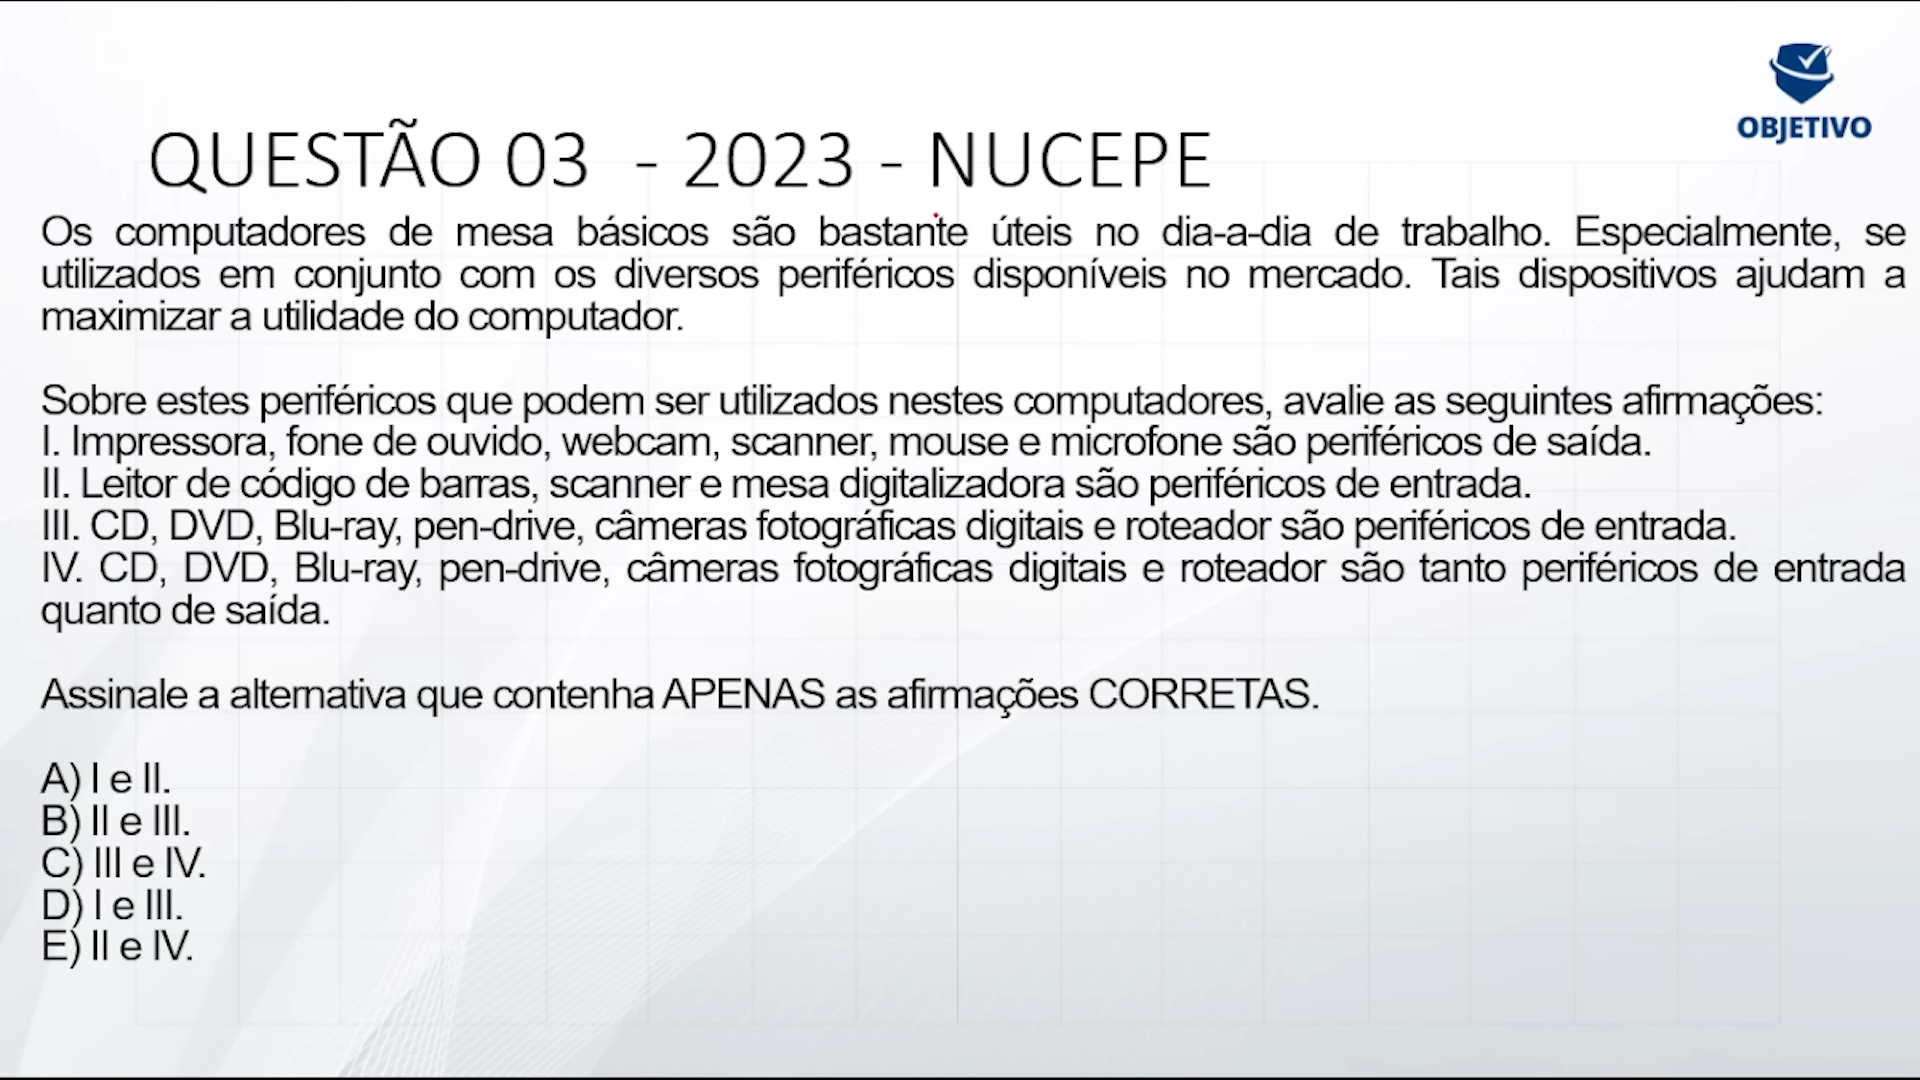 OBJETIVO
QUESTÃO 03 - 2023 - NUCEPE
Os computadores de mesa básicos são bastante úteis no dia-a-dia de trabalho. Especialmente, se
utilizados em conjunto com os diversos periféricos disponíveis no mercado. Tais dispositivos ajudam a
maximizar a utilidade do computador.
Sobre estes periféricos que podem ser utilizados nestes computadores, avalie as seguintes afirmações:
I. Impressora, fone de ouvido, webcam, scanner, mouse e microfone são periféricos de saída.
II. Leitor de código de barras, scanner e mesa digitalizadora são periféricos de entrada.
III. CD, DVD, Blu-ray, pen-drive, câmeras fotográficas digitais e roteador são periféricos de entrada.
IV. CD, DVD, Blu-ray, pen-drive, câmeras fotográficas digitais e roteador são tanto periféricos de entrada
quanto de saída.
Assinale a alternativa que contenha APENAS as afirmações CORRETAS.
A) I e II.
B) II e III.
C) III e IV.
D) I e III.
E) II e IV.